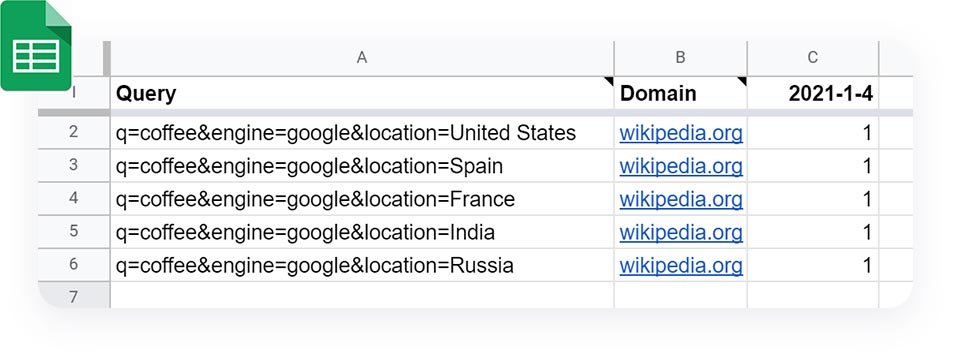 A B C
1 Query Domain 2021-1-4
2 q=coffee&engine=google&location=United States wikipedia.org 1
3 q=coffee&engine=google&location=Spain wikipedia.org 1
4 q=coffee&engine=google&location=France wikipedia.org 1
5 q=coffee&engine=google&location=India wikipedia.org 1
6 q=coffee&engine=google&location=Russia wikipedia.org 1
7